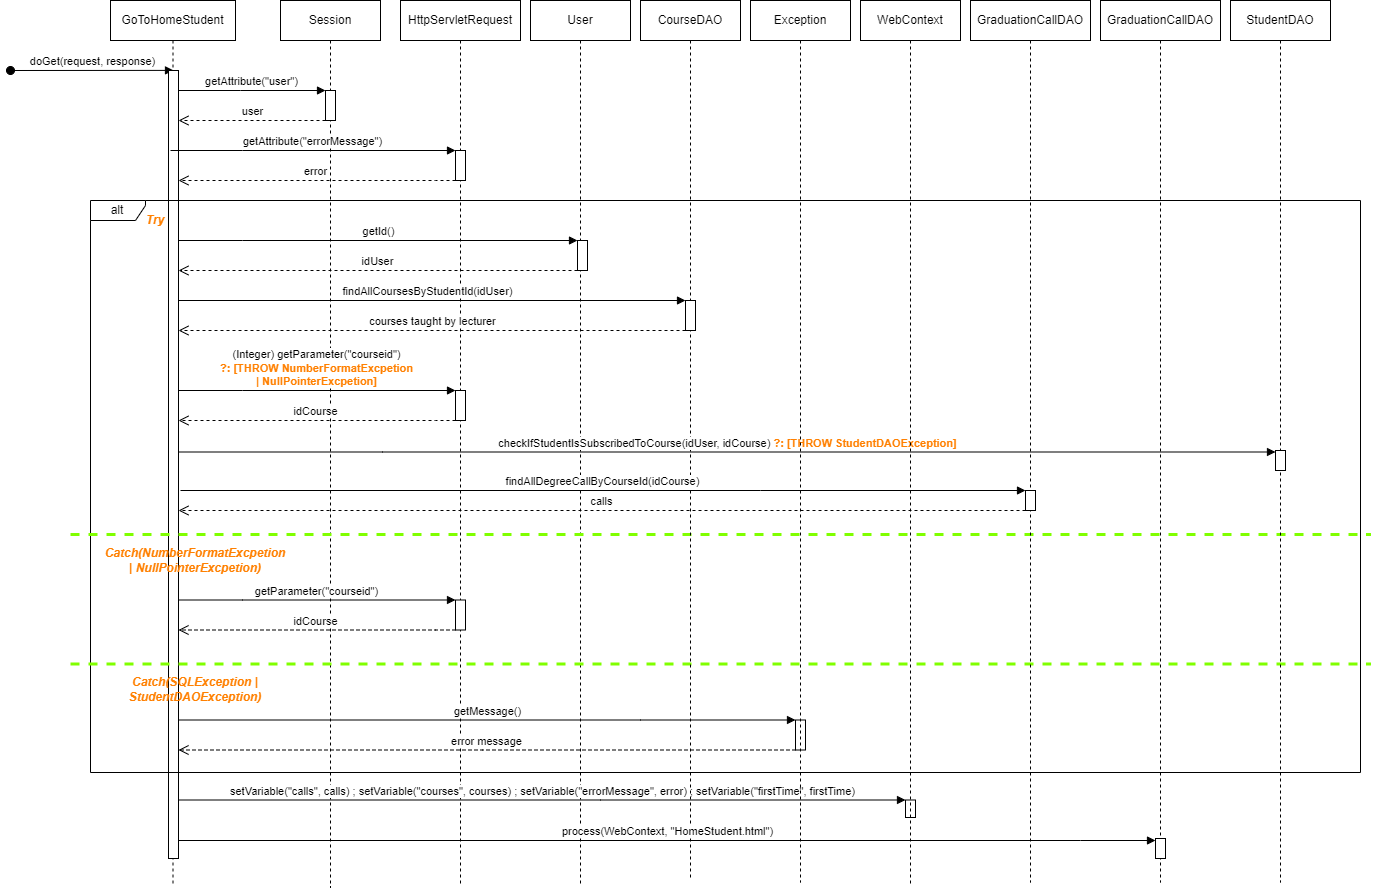 GoToHomeStudent
Session
HttpServletRequest
User
CourseDAO
Exception
WebContext
GraduationCallDAO
GraduationCallDAO
StudentDAO
doGet(request, response)
getAttribute("user")
user
getAttribute("errorMessage")
error
alt
Try
getId()
idUser
findAllCoursesByStudentId(idUser)
courses taught by lecturer
(Integer) getParameter("courseid")
?: [THROW NumberFormatExcpetion
| NullPointerExcpetion]
idCourse
checkIfStudentIsSubscribedToCourse(idUser, idCourse) ?: [THROW StudentDAOException]
findAllDegreeCallByCourseId(idCourse)
calls
Catch(NumberFormatExcpetion
| NullPointerExcpetion)
getParameter("courseid")
idCourse
Catch(SQLException |
StudentDAOException)
getMessage()
error message
setVariable("calls", calls) ; setVariable("courses", courses) ; setVariable("errorMessage", error) ; setVariable("firstTime", firstTime)
process(WebContext, "HomeStudent.html")